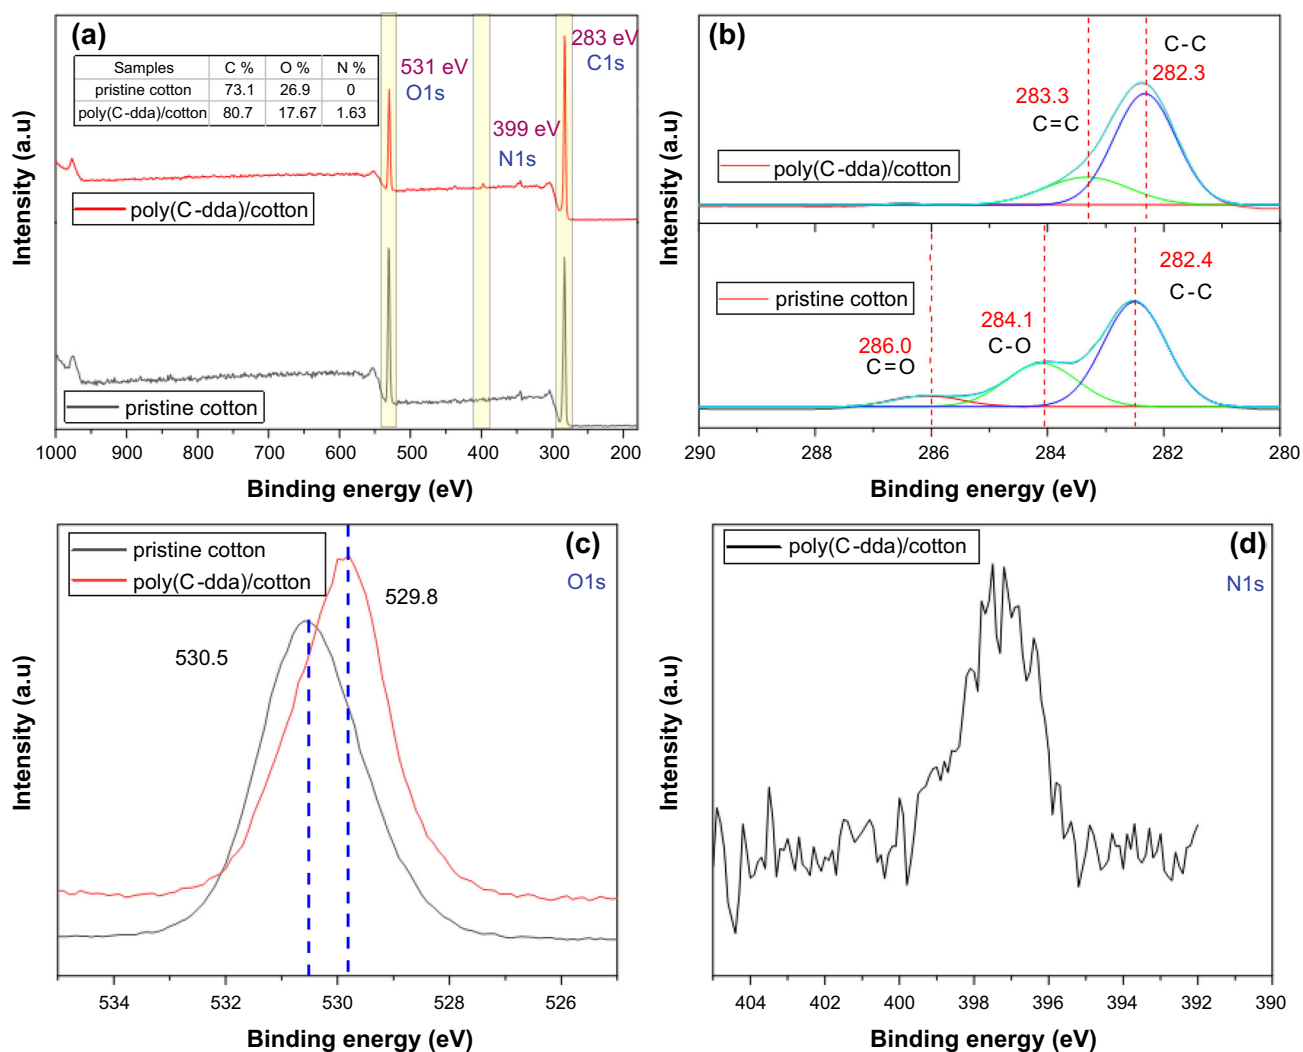 (a)
Samples C % O % N %
pristine cotton 73.1 26.9 0
poly(C-dda)/cotton 80.7 17.67 1.63
531 eV
O1s
399 eV
N1s
283 eV
C1s
poly(C-dda)/cotton
pristine cotton
Intensity (a.u)
1000 900 800 700 600 500 400 300 200
Binding energy (eV)
(b)
C-C
282.3
283.3
C=C
poly(C-dda)/cotton
282.4
C-C
pristine cotton
284.1
C-O
286.0
C=O
Intensity (a.u)
290 288 286 284 282 280
Binding energy (eV)
pristine cotton
poly(C-dda)/cotton
(c)
O1s
529.8
530.5
Intensity (a.u)
534 532 530 528 526
Binding energy (eV)
poly(C-dda)/cotton
(d)
N1s
Intensity (a.u)
404 402 400 398 396 394 392 390
Binding energy (eV)